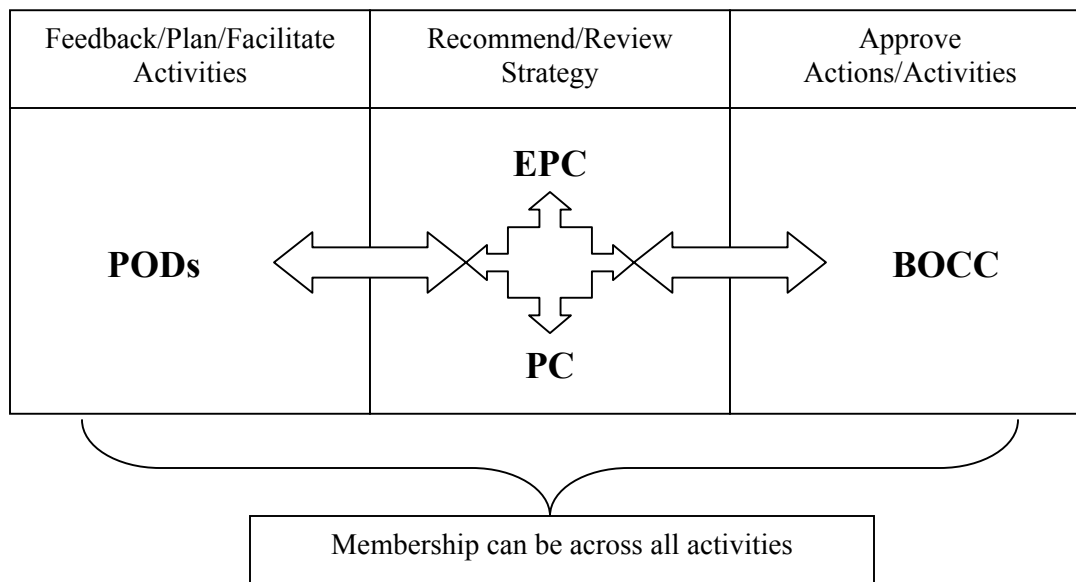 Feedback/Plan/Facilitate
Activities
Recommend/Review
Strategy
Approve
Actions/Activities
EPC
PODs
BOCC
PC
Membership can be across all activities